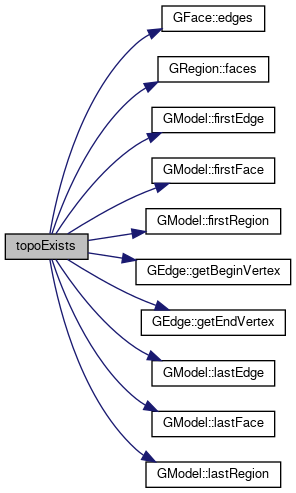 GFace::edges
GRegion::faces
GModel::firstEdge
GModel::firstFace
GModel::firstRegion
topoExists
GEdge::getBeginVertex
GEdge::getEndVertex
GModel::lastEdge
GModel::lastFace
GModel::lastRegion